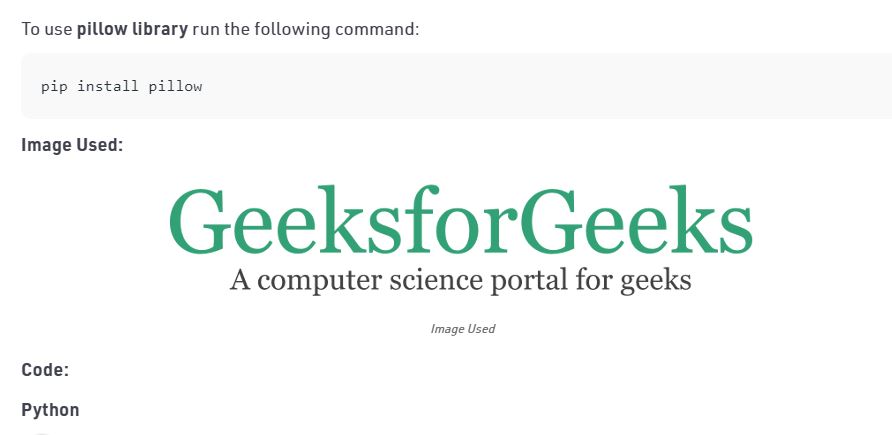 To use pillow library run the following command:
pip install pillow
Image Used:
GeeksforGeeks
A computer science portal for geeks
Image Used
Code:
Python